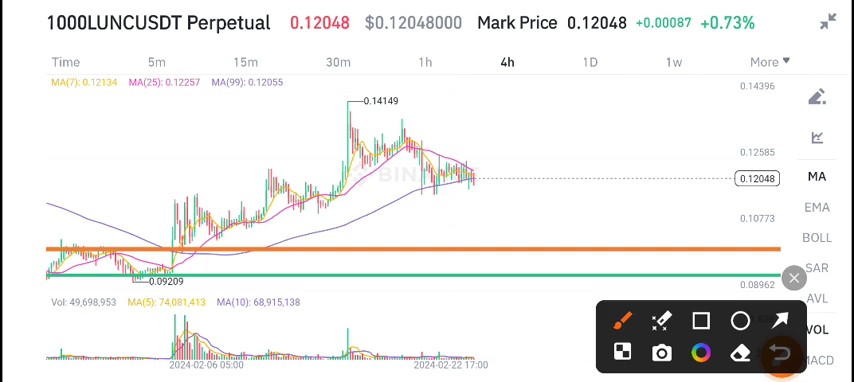 1000LUNCUSDT Perpetual 0.12048 $0.12048000 Mark Price 0.12048 +0.00087 +0.73%
Time 5m 15m 30m 1h 4h 1D 1w More
MA(7): 0.12134 MA(25): 0.12257 MA(99): 0.12055
0.14396
0.14149
0.12585
BINANCE
0.12048
MA
EMA
0.10773
BOLL
SAR
0.09209
0.08962
AVL
Vol: 49,698,953 MA(5): 74,081,413 MA(10): 68,915,138
VOL
MACD
2024-02-06 05:00 2024-02-22 17:00